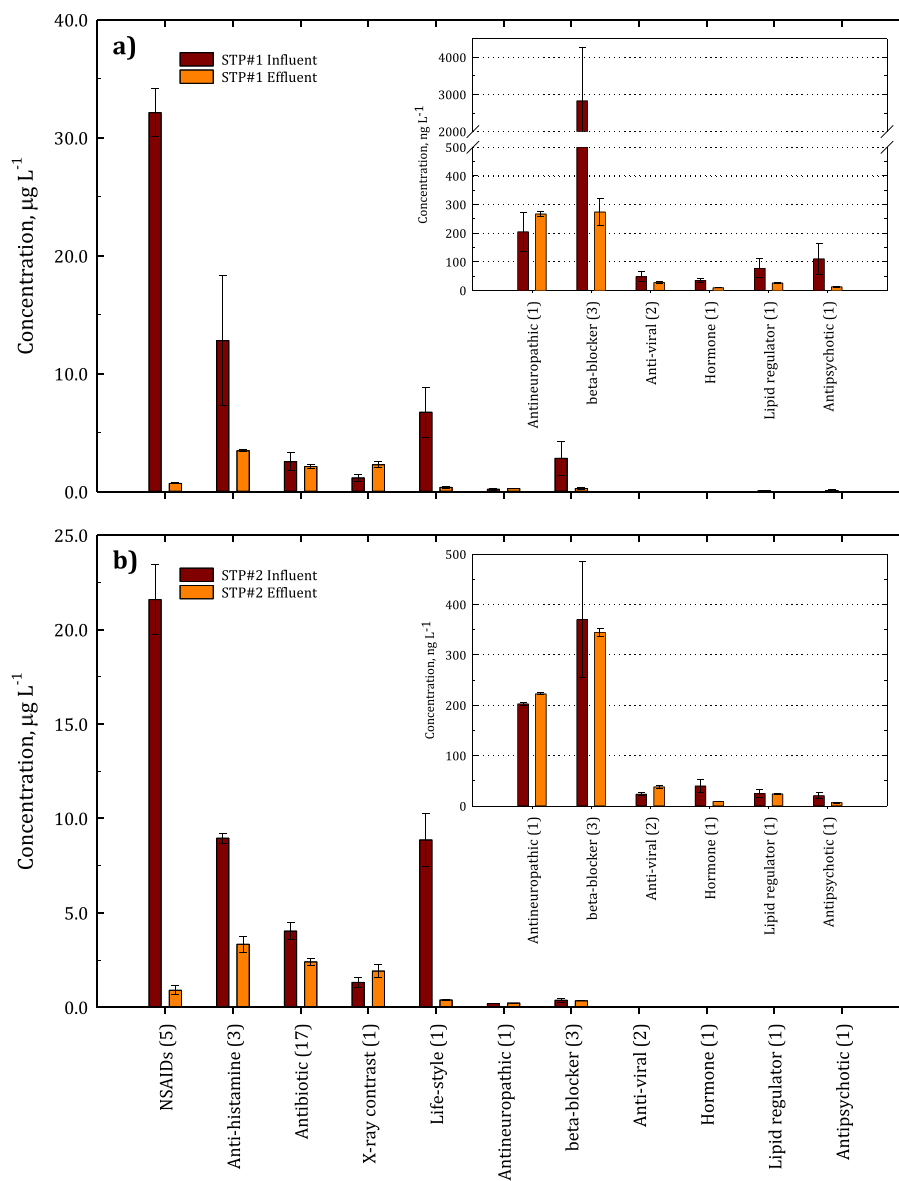 a)
STP#1 Influent
STP#1 Effluent
Concentration, µg L-1
40.0
30.0
20.0
10.0
0.0
Concentration, ng L-1
4000
3000
2000
500
400
300
200
100
0
Antineuropathic (1)
beta-blocker (3)
Anti-viral (2)
Hormone (1)
Lipid regulator (1)
Antipsychotic (1)
b)
STP#2 Influent
STP#2 Effluent
Concentration, µg L-1
25.0
20.0
15.0
10.0
5.0
0.0
Concentration, ng L-1
500
400
300
200
100
0
Antineuropathic (1)
beta-blocker (3)
Anti-viral (2)
Hormone (1)
Lipid regulator (1)
Antipsychotic (1)
NSAIDs (5)
Anti-histamine (3)
Antibiotic (17)
X-ray contrast (1)
Life-style (1)
Antineuropathic (1)
beta-blocker (3)
Anti-viral (2)
Hormone (1)
Lipid regulator (1)
Antipsychotic (1)